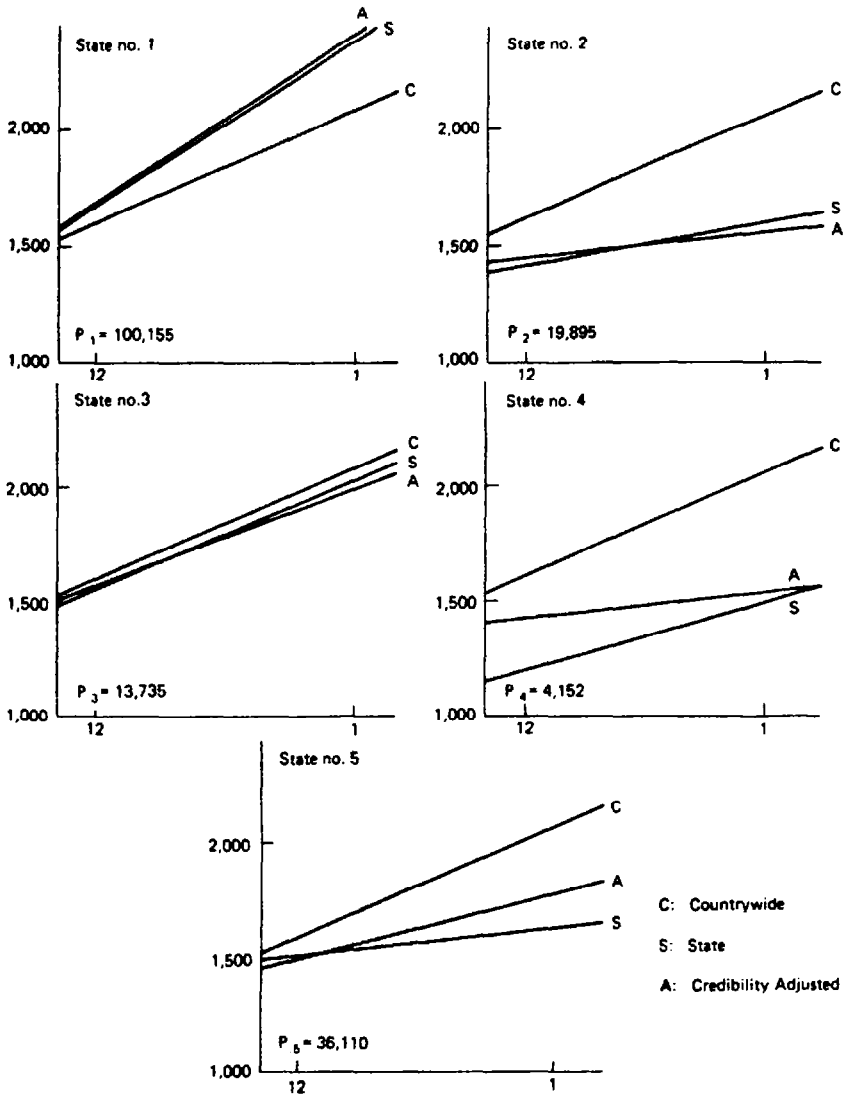 State no. 1
A
S
C
2,000
1,500
1,000
P 1 = 100,155
12
1
State no. 2
C
S
A
2,000
1,500
1,000
P 2 = 19,895
12
1
State no.3
C
S
A
2,000
1,500
1,000
P 3 = 13,735
12
1
State no. 4
C
A
S
2,000
1,500
1,000
P 4 = 4,152
12
1
State no. 5
C
A
S
2,000
1,500
1,000
P 5 = 36,110
12
1
C: Countrywide
S: State
A: Credibility Adjusted